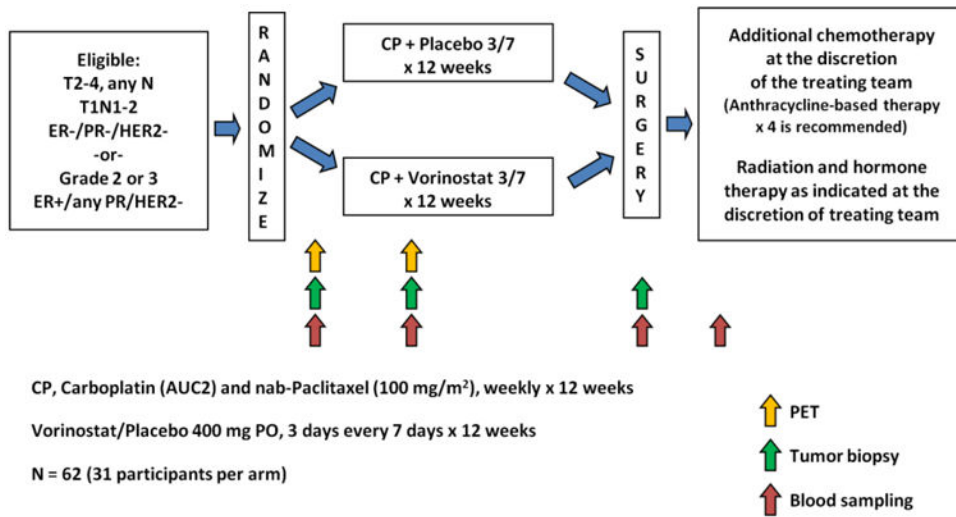 Eligible:
T2-4, any N
T1N1-2
ER-/PR-/HER2-
-or-
Grade 2 or 3
ER+/any PR/HER2-
RANDOMIZE
CP + Placebo 3/7
x 12 weeks
CP + Vorinostat 3/7
x 12 weeks
SURGERY
Additional chemotherapy
at the discretion
of the treating team
(Anthracycline-based therapy
x 4 is recommended)
Radiation and hormone
therapy as indicated at the
discretion of treating team
CP, Carboplatin (AUC2) and nab-Paclitaxel (100 mg/m²), weekly x 12 weeks
Vorinostat/Placebo 400 mg PO, 3 days every 7 days x 12 weeks
N = 62 (31 participants per arm)
PET
Tumor biopsy
Blood sampling